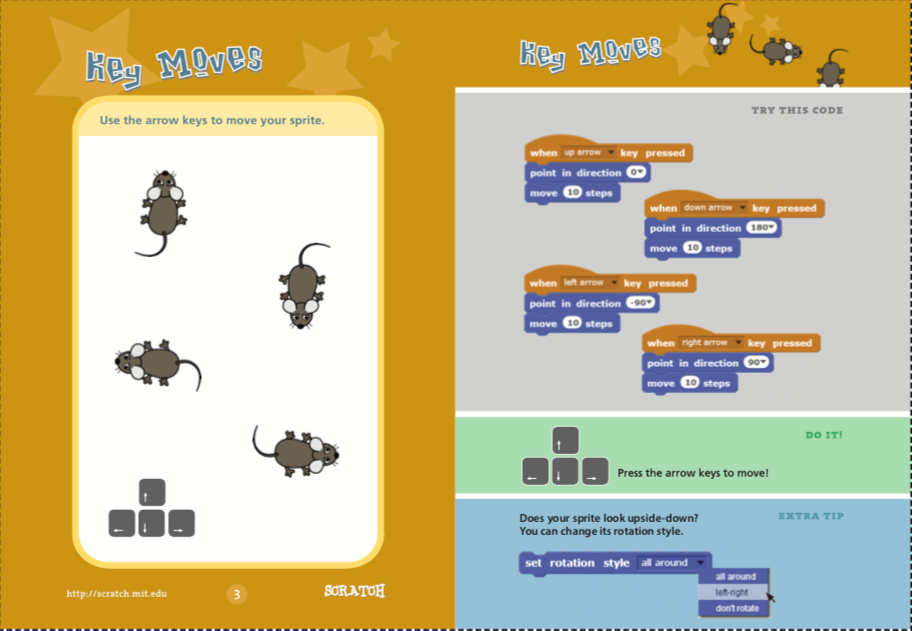 Key Moves
Use the arrow keys to move your sprite.
↑
← ↓ →
http://scratch.mit.edu
3
SCRATCH
Key Moves
TRY THIS CODE
when up arrow key pressed
point in direction 0
move 10 steps
when down arrow key pressed
point in direction 180
move 10 steps
when left arrow key pressed
point in direction -90
move 10 steps
when right arrow key pressed
point in direction 90
move 10 steps
DO IT!
↑
← ↓ →
Press the arrow keys to move!
EXTRA TIP
Does your sprite look upside-down?
You can change its rotation style.
set rotation style all around
all around
left-right
don't rotate